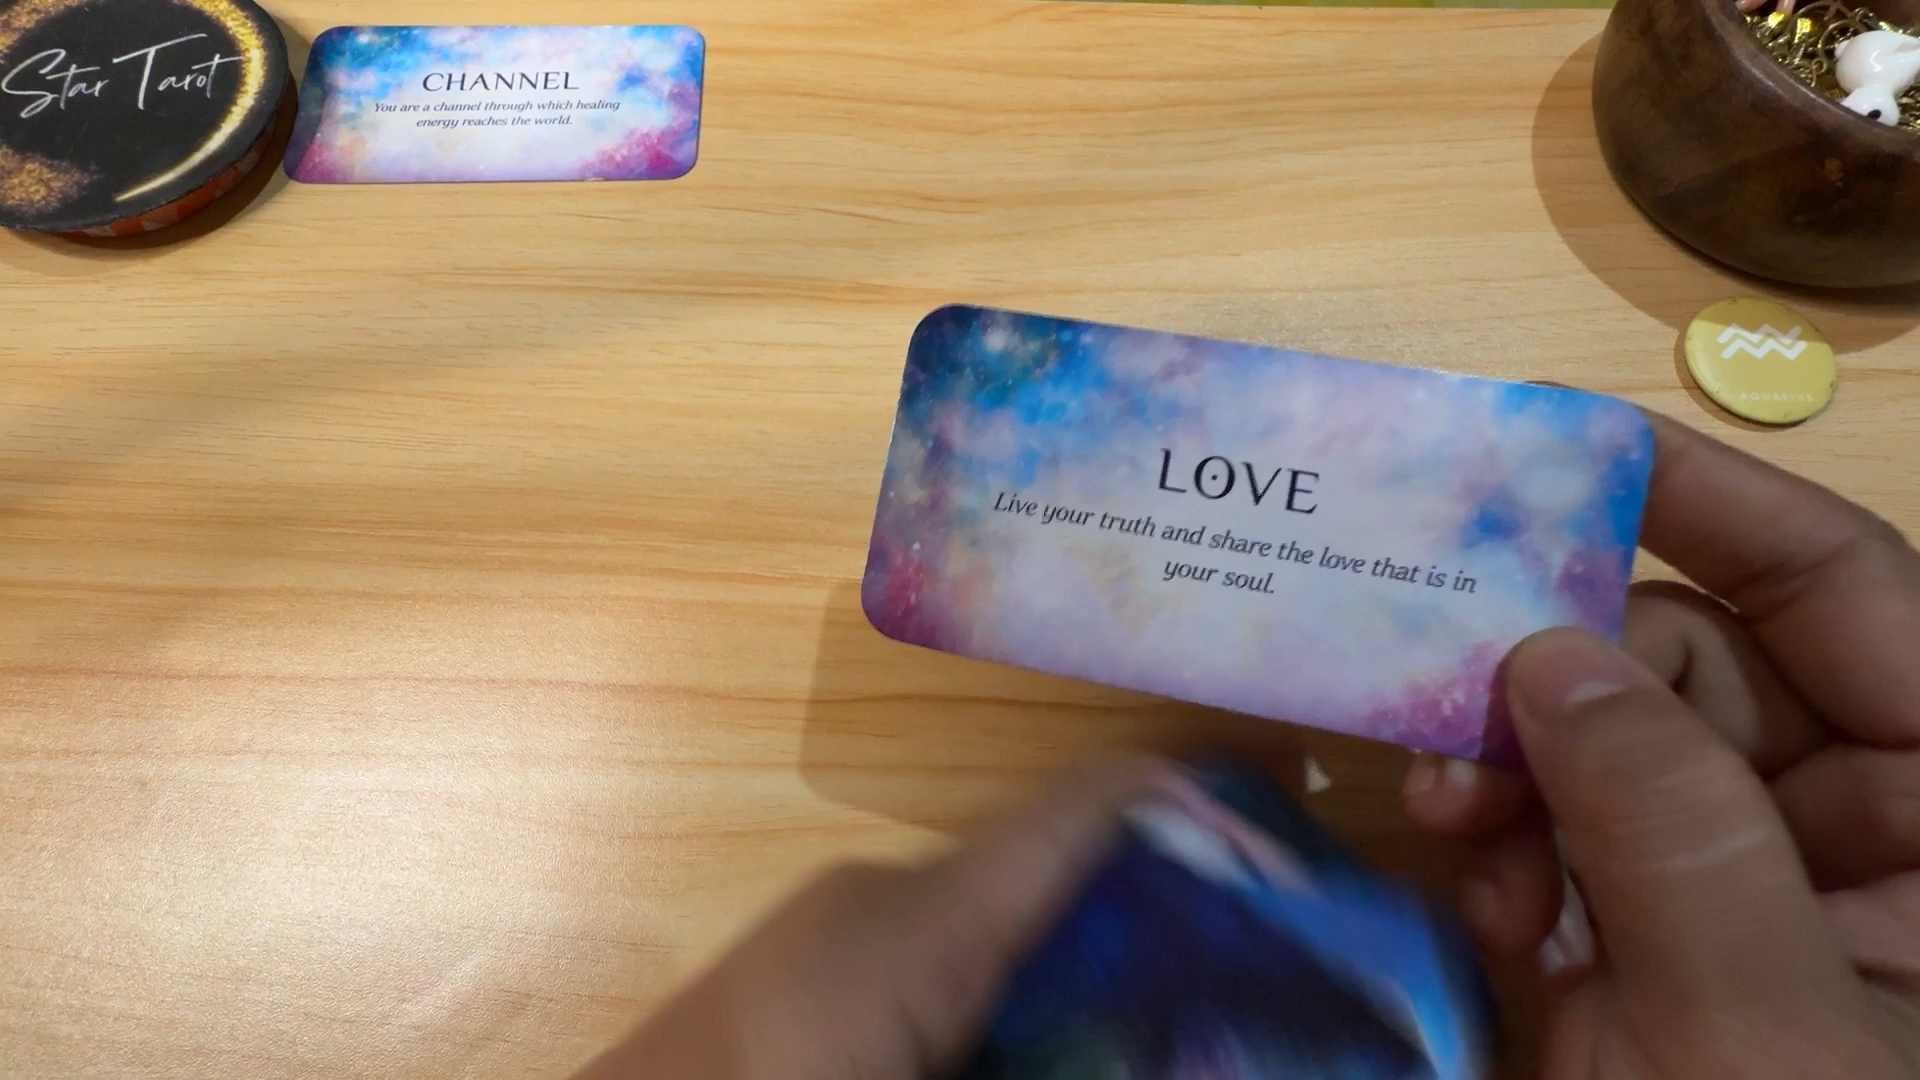 Star Tarot
CHANNEL
You are a channel through which healing
energy reaches the world.
LOVE
Live your truth and share the love that is in
your soul.
AQUARIUS